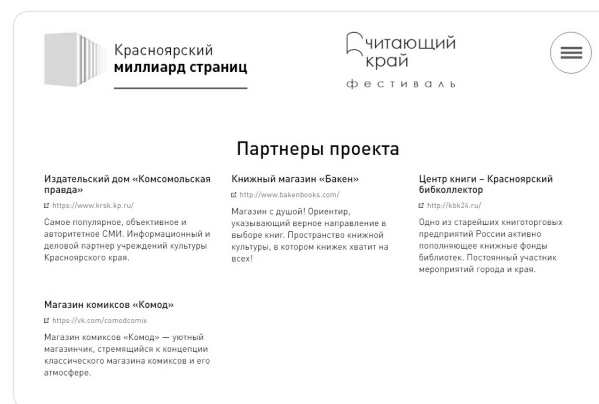 Красноярский
миллиард страниц
читающий
край
фестиваль
Партнеры проекта
Издательский дом «Комсомольская
правда»
https://www.krsk.kp.ru/
Самое популярное, объективное и
авторитетное СМИ. Информационный и
деловой партнер учреждений культуры
Красноярского края.
Книжный магазин «Бакен»
http://www.bakenbooks.com/
Магазин с душой! Ориентир,
указывающий верное направление в
выборе книг. Пространство книжной
культуры, в котором книжек хватит на
всех!
Центр книги – Красноярский
бибколлектор
http://kbk24.ru/
Одно из старейших книготорговых
предприятий России активно
пополняющее книжные фонды
библиотек. Постоянный участник
мероприятий города и края.
Магазин комиксов «Комод»
https://vk.com/comodcomix
Магазин комиксов «Комод» — уютный
магазинчик, стремящийся к концепции
классического магазина комиксов и его
атмосфере.